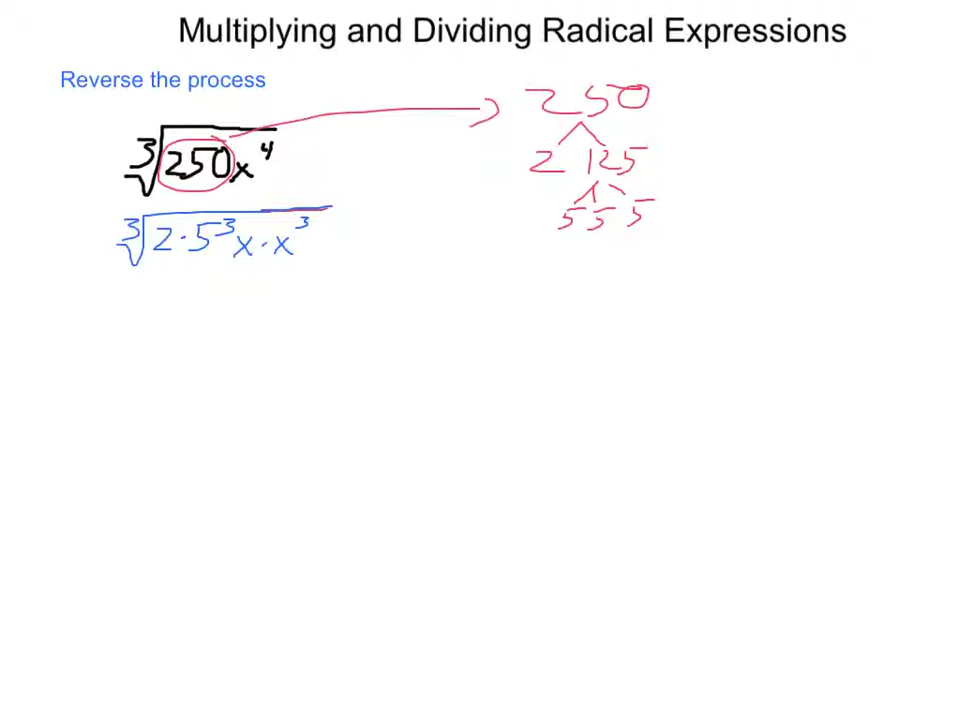 Multiplying and Dividing Radical Expressions
Reverse the process
∛250x⁴
250
2 125
5 5 5
∛2·5³x·x³